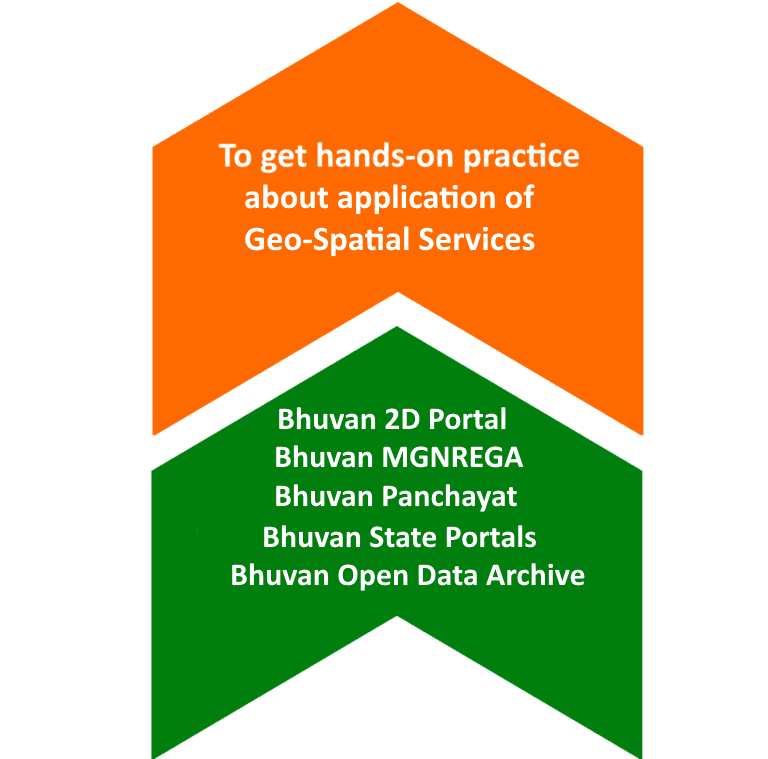 To get hands-on practice
about application of
Geo-Spatial Services
Bhuvan 2D Portal
Bhuvan MGNREGA
Bhuvan Panchayat
Bhuvan State Portals
Bhuvan Open Data Archive